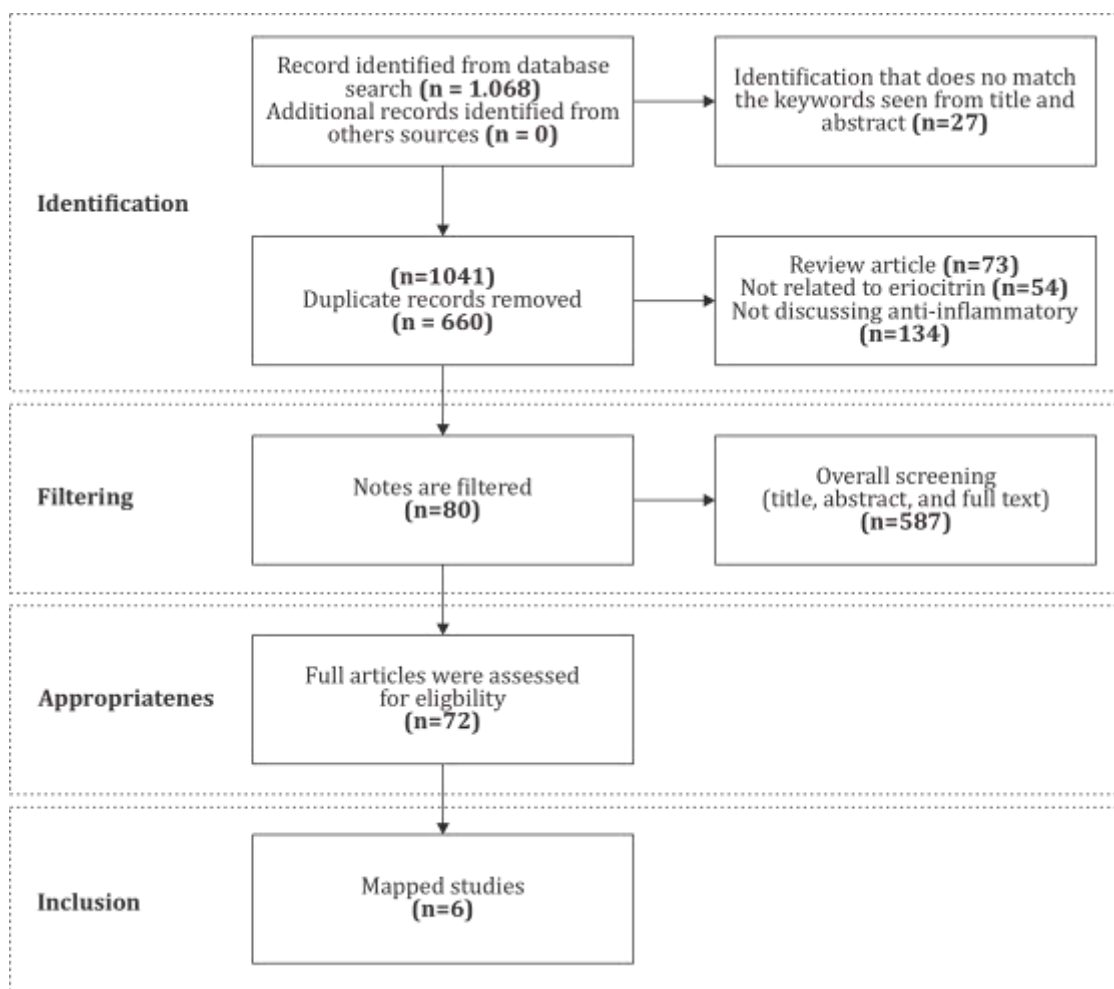 Record identified from database
search (n = 1.068)
Additional records identified from
others sources (n = 0)
Identification that does no match
the keywords seen from title and
abstract (n=27)
Identification
(n=1041)
Duplicate records removed
(n = 660)
Review article (n=73)
Not related to eriocitrin (n=54)
Not discussing anti-inflammatory
(n=134)
Filtering
Notes are filtered
(n=80)
Overall screening
(title, abstract, and full text)
(n=587)
Appropriatenes
Full articles were assessed
for eligbility
(n=72)
Inclusion
Mapped studies
(n=6)